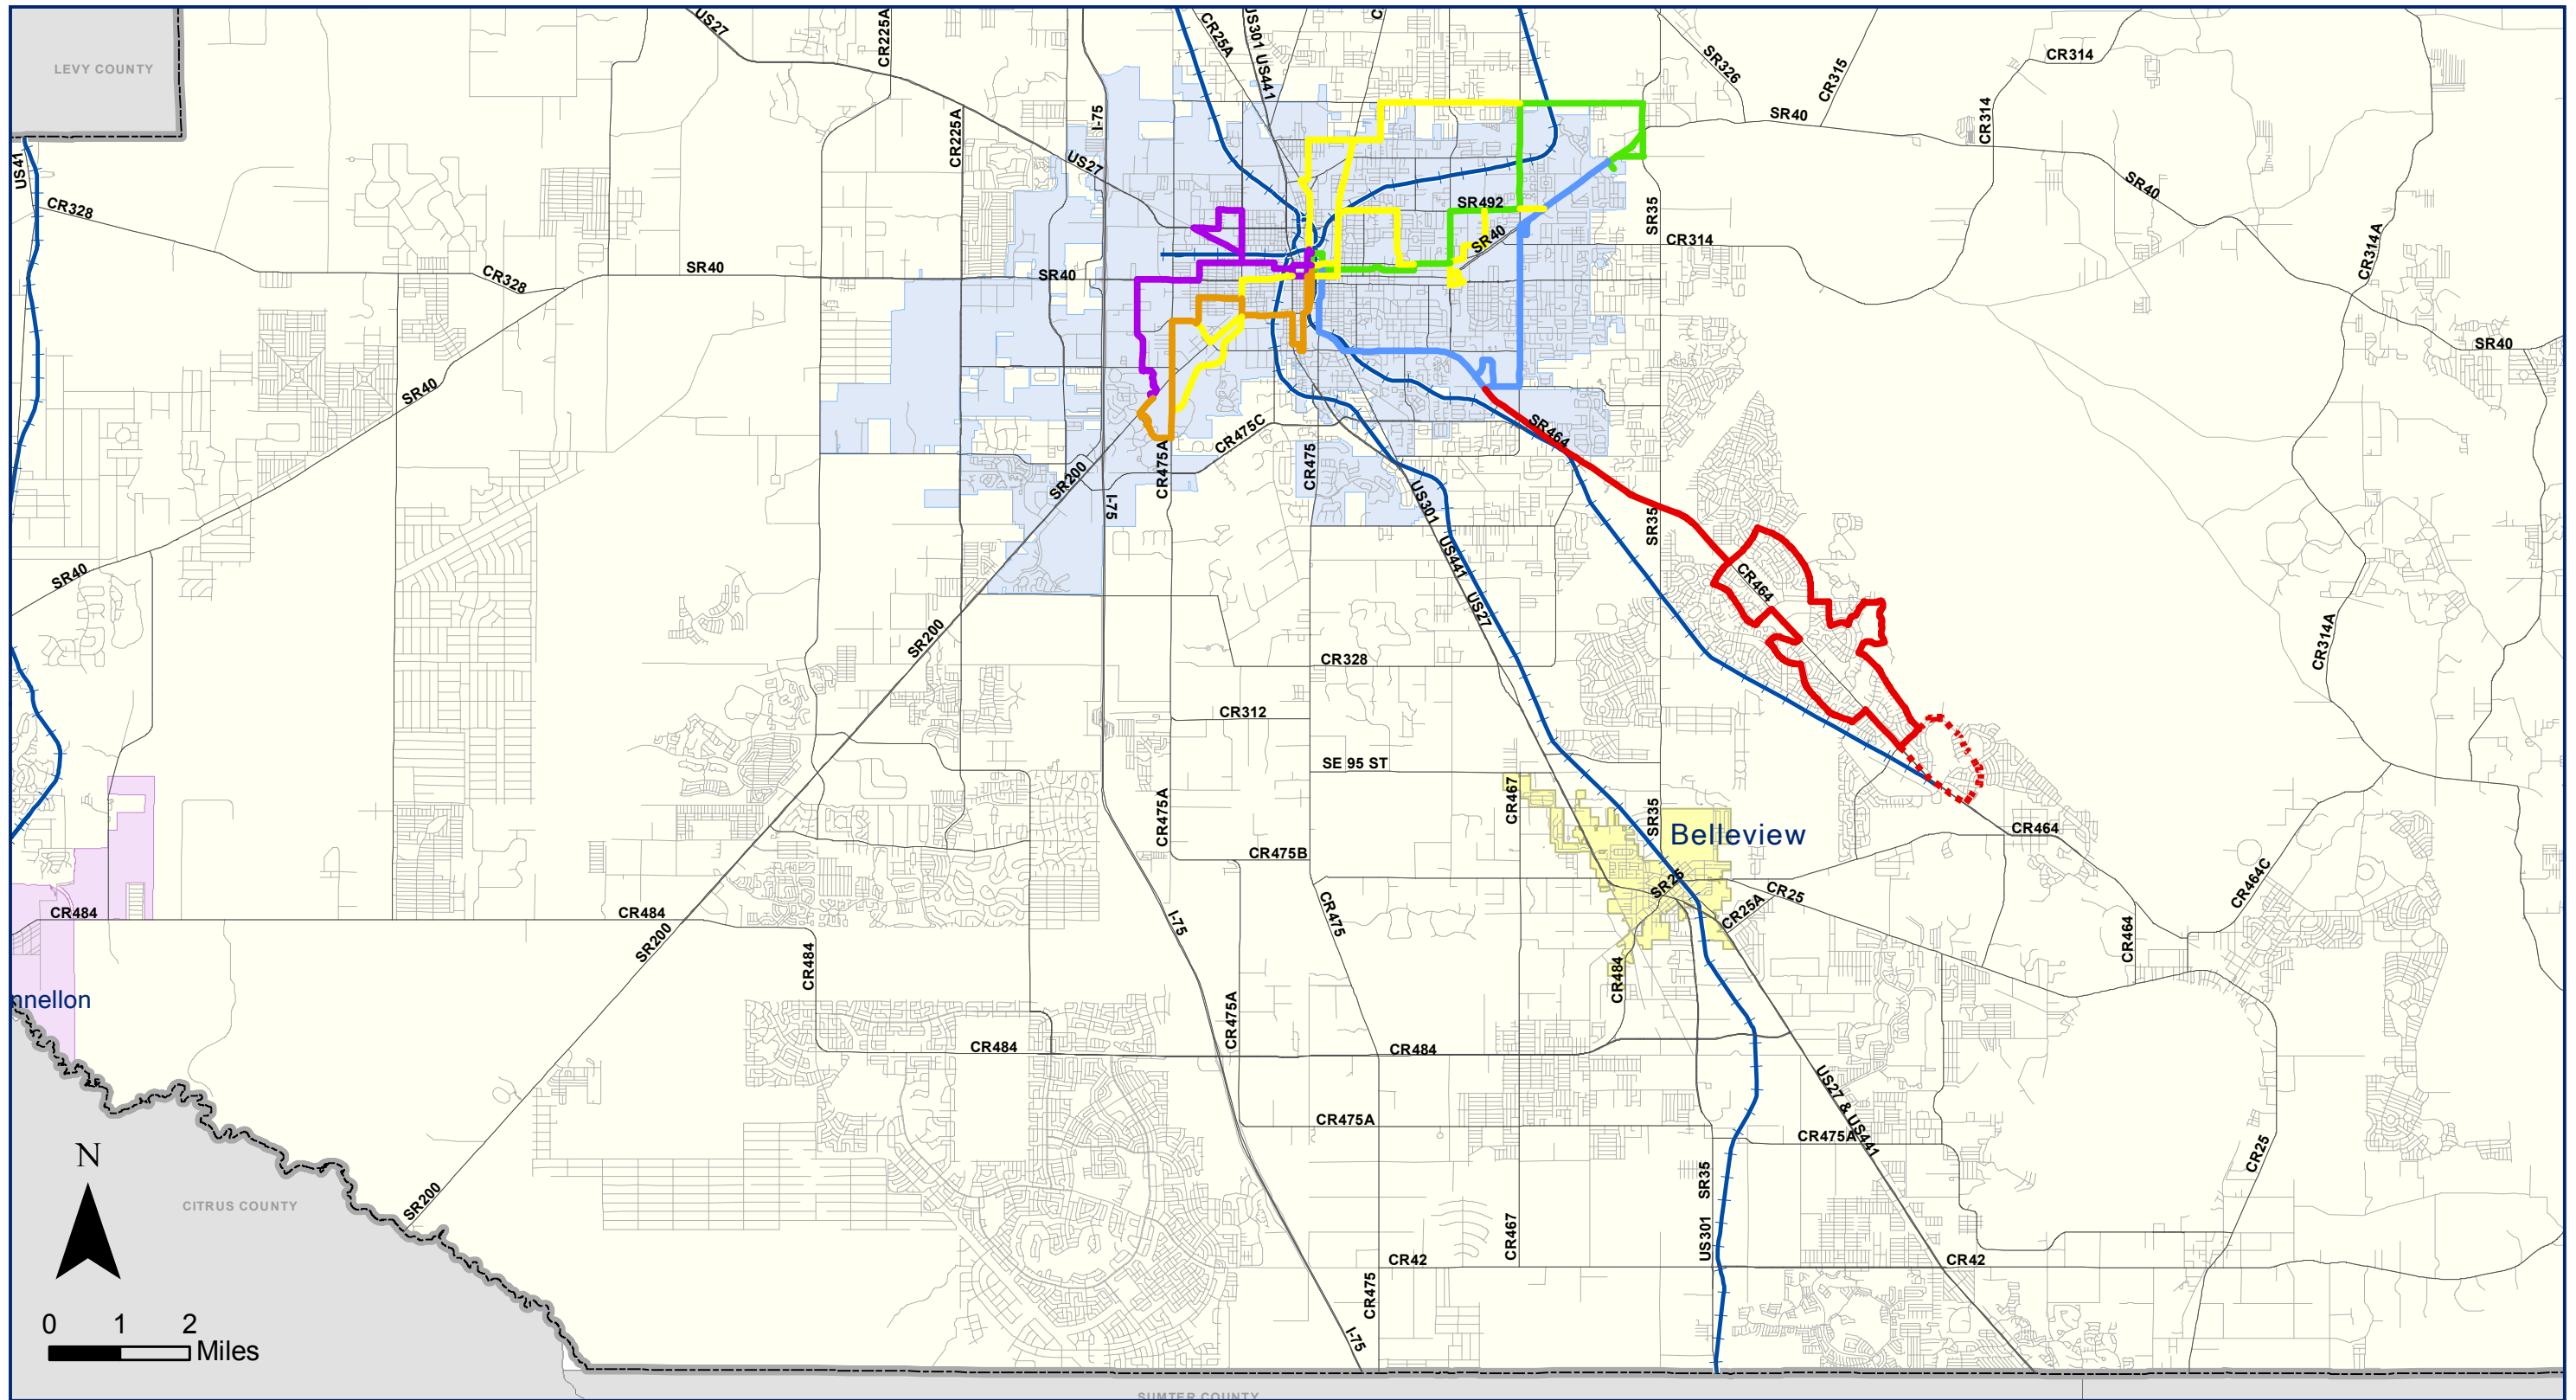 US27
CR225A
CR25A
US301 US441
C
SR326
CR315
CR314
LEVY COUNTY
I-75
CR225A
SR40
CR314
US41
US27
SR40
CR328
SR492
SR35
SR40
CR314
CR314A
CR328
SR40
SR40
SR40
SR40
CR475C
SR464
CR475A
CR475
SR200
I-75
US301
SR35
US441
SR40
CR464
US27
SR200
CR314A
CR328
CR312
SE 95 ST
CR467
CR475A
SR35
Belleview
CR464
CR475B
SR25
CR25
CR464C
CR25A
CR484
CR484
CR475
I-75
SR200
CR484
CR464
CR484
nnellon
CR475A
CR484
CR484
US27 & US441
CR475A
CR475A
CR25
N
SR35
SR200
CITRUS COUNTY
US301
CR467
CR42
CR42
CR475
0 1 2
Miles
I-75
SUMTER COUNTY